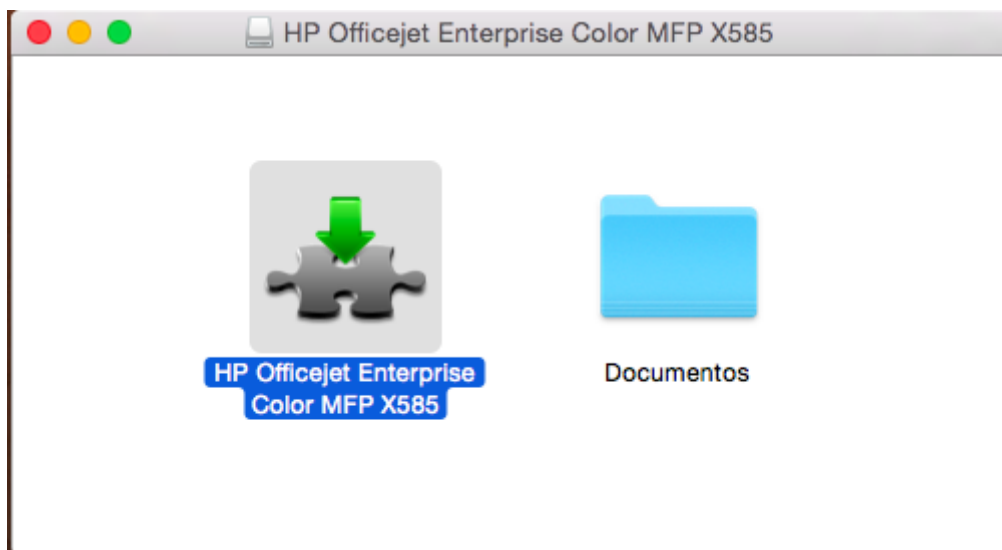 HP Officejet Enterprise Color MFP X585
HP Officejet Enterprise
Color MFP X585
Documentos